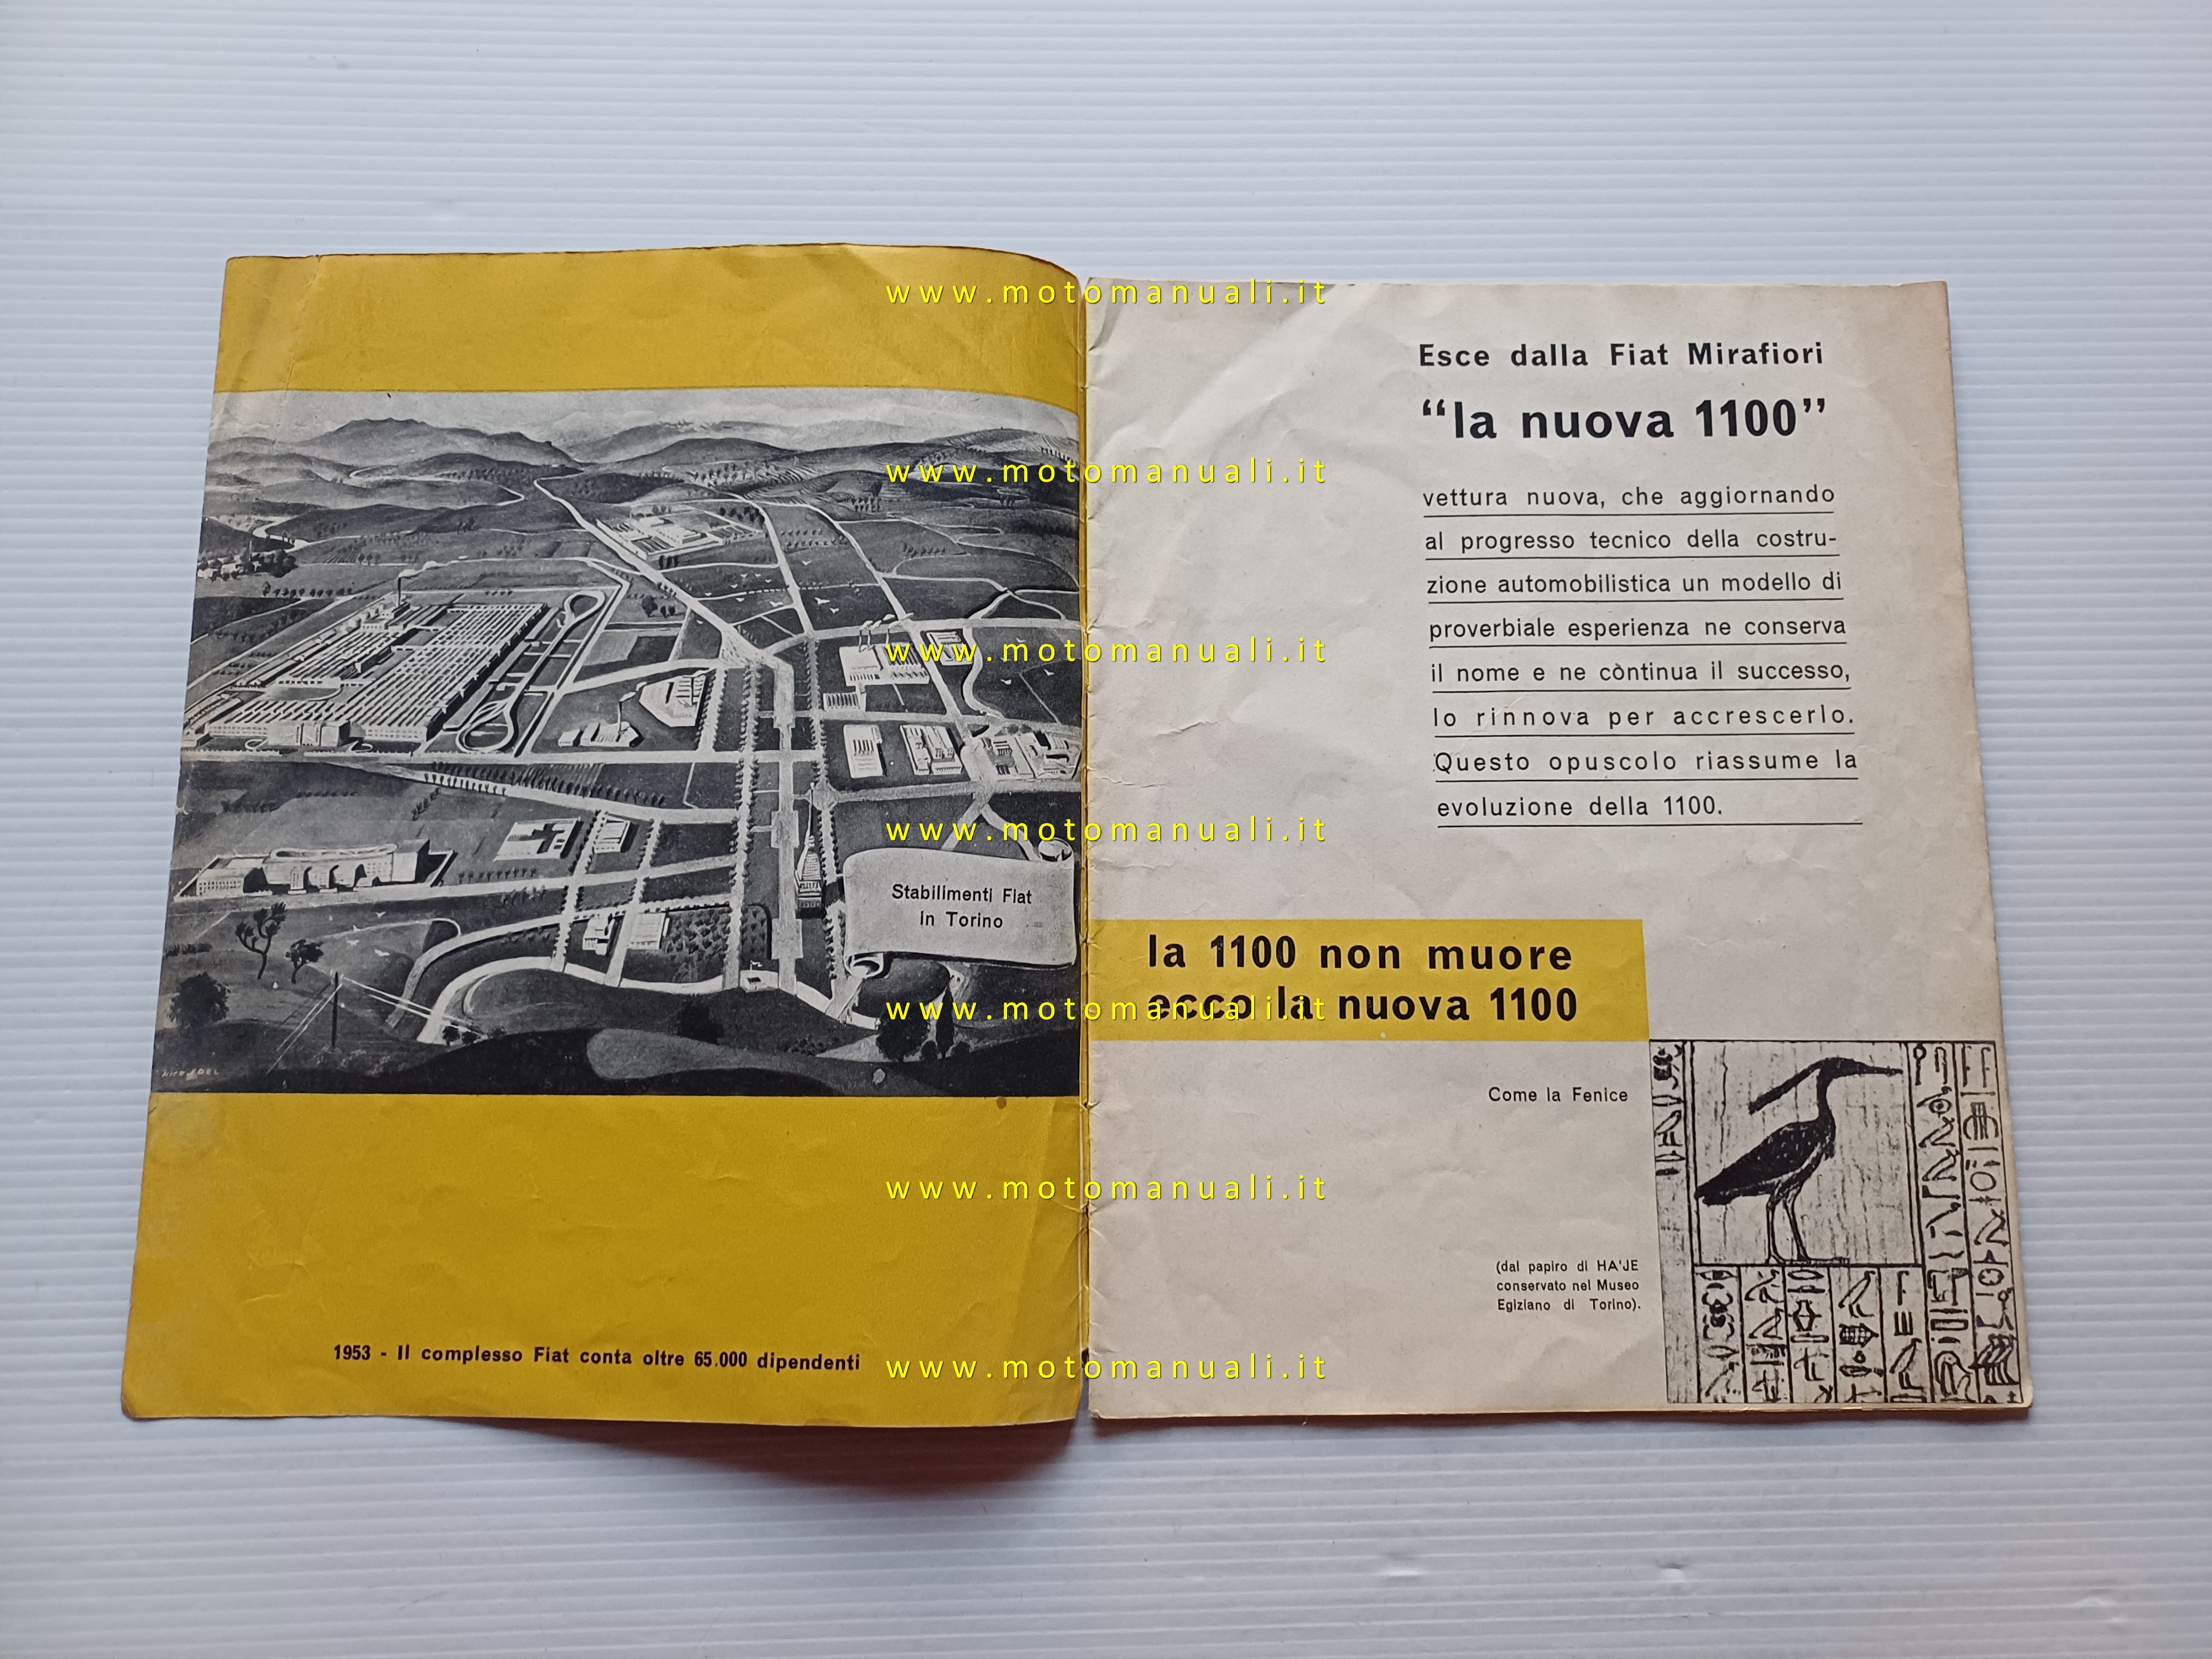 Stabilimenti Fiat
in Torino
NICO EDEL
1953 - Il complesso Fiat conta oltre 65.000 dipendenti
Esce dalla Fiat Mirafiori
“la nuova 1100”
vettura nuova, che aggiornando
al progresso tecnico della costru-
zione automobilistica un modello di
proverbiale esperienza ne conserva
il nome e ne còntinua il successo,
lo rinnova per accrescerlo.
Questo opuscolo riassume la
evoluzione della 1100.
la 1100 non muore
ecco la nuova 1100
Come la Fenice
(dal papiro di HA'JE
conservato nel Museo
Egiziano di Torino).
www.motomanuali.it
www.motomanuali.it
www.motomanuali.it
www.motomanuali.it
www.motomanuali.it
www.motomanuali.it
www.motomanuali.it